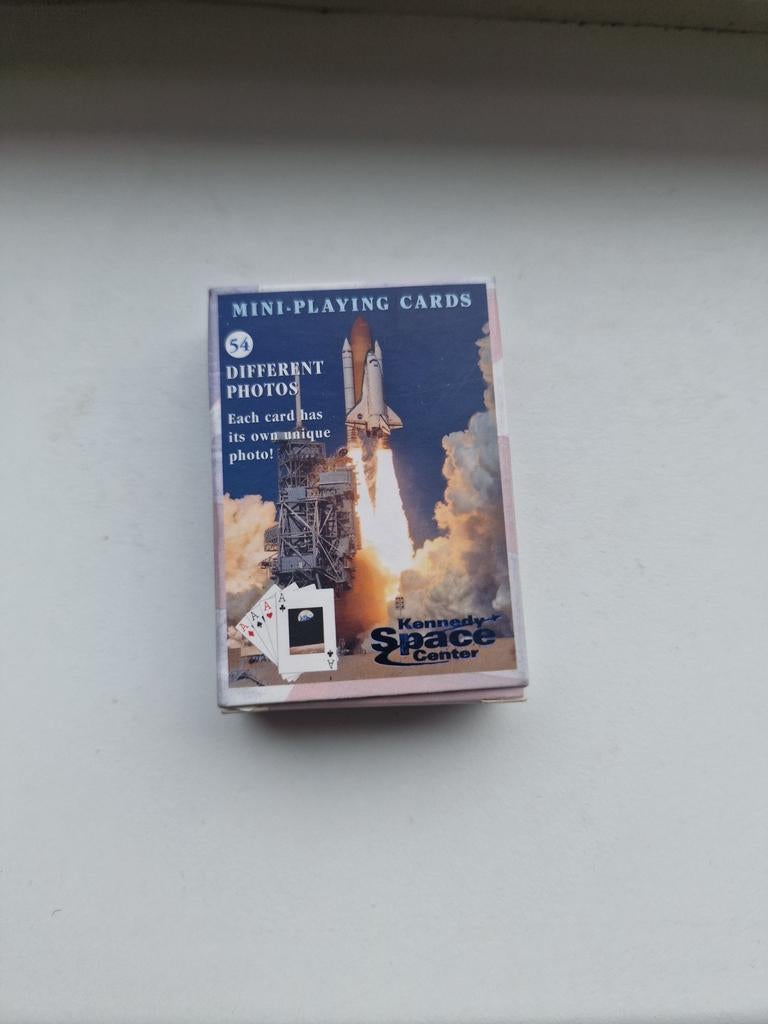 MINI-PLAYING CARDS
54
DIFFERENT
PHOTOS
Each card has
its own unique
photo!
A A A A
A
Kennedy
Space
Center